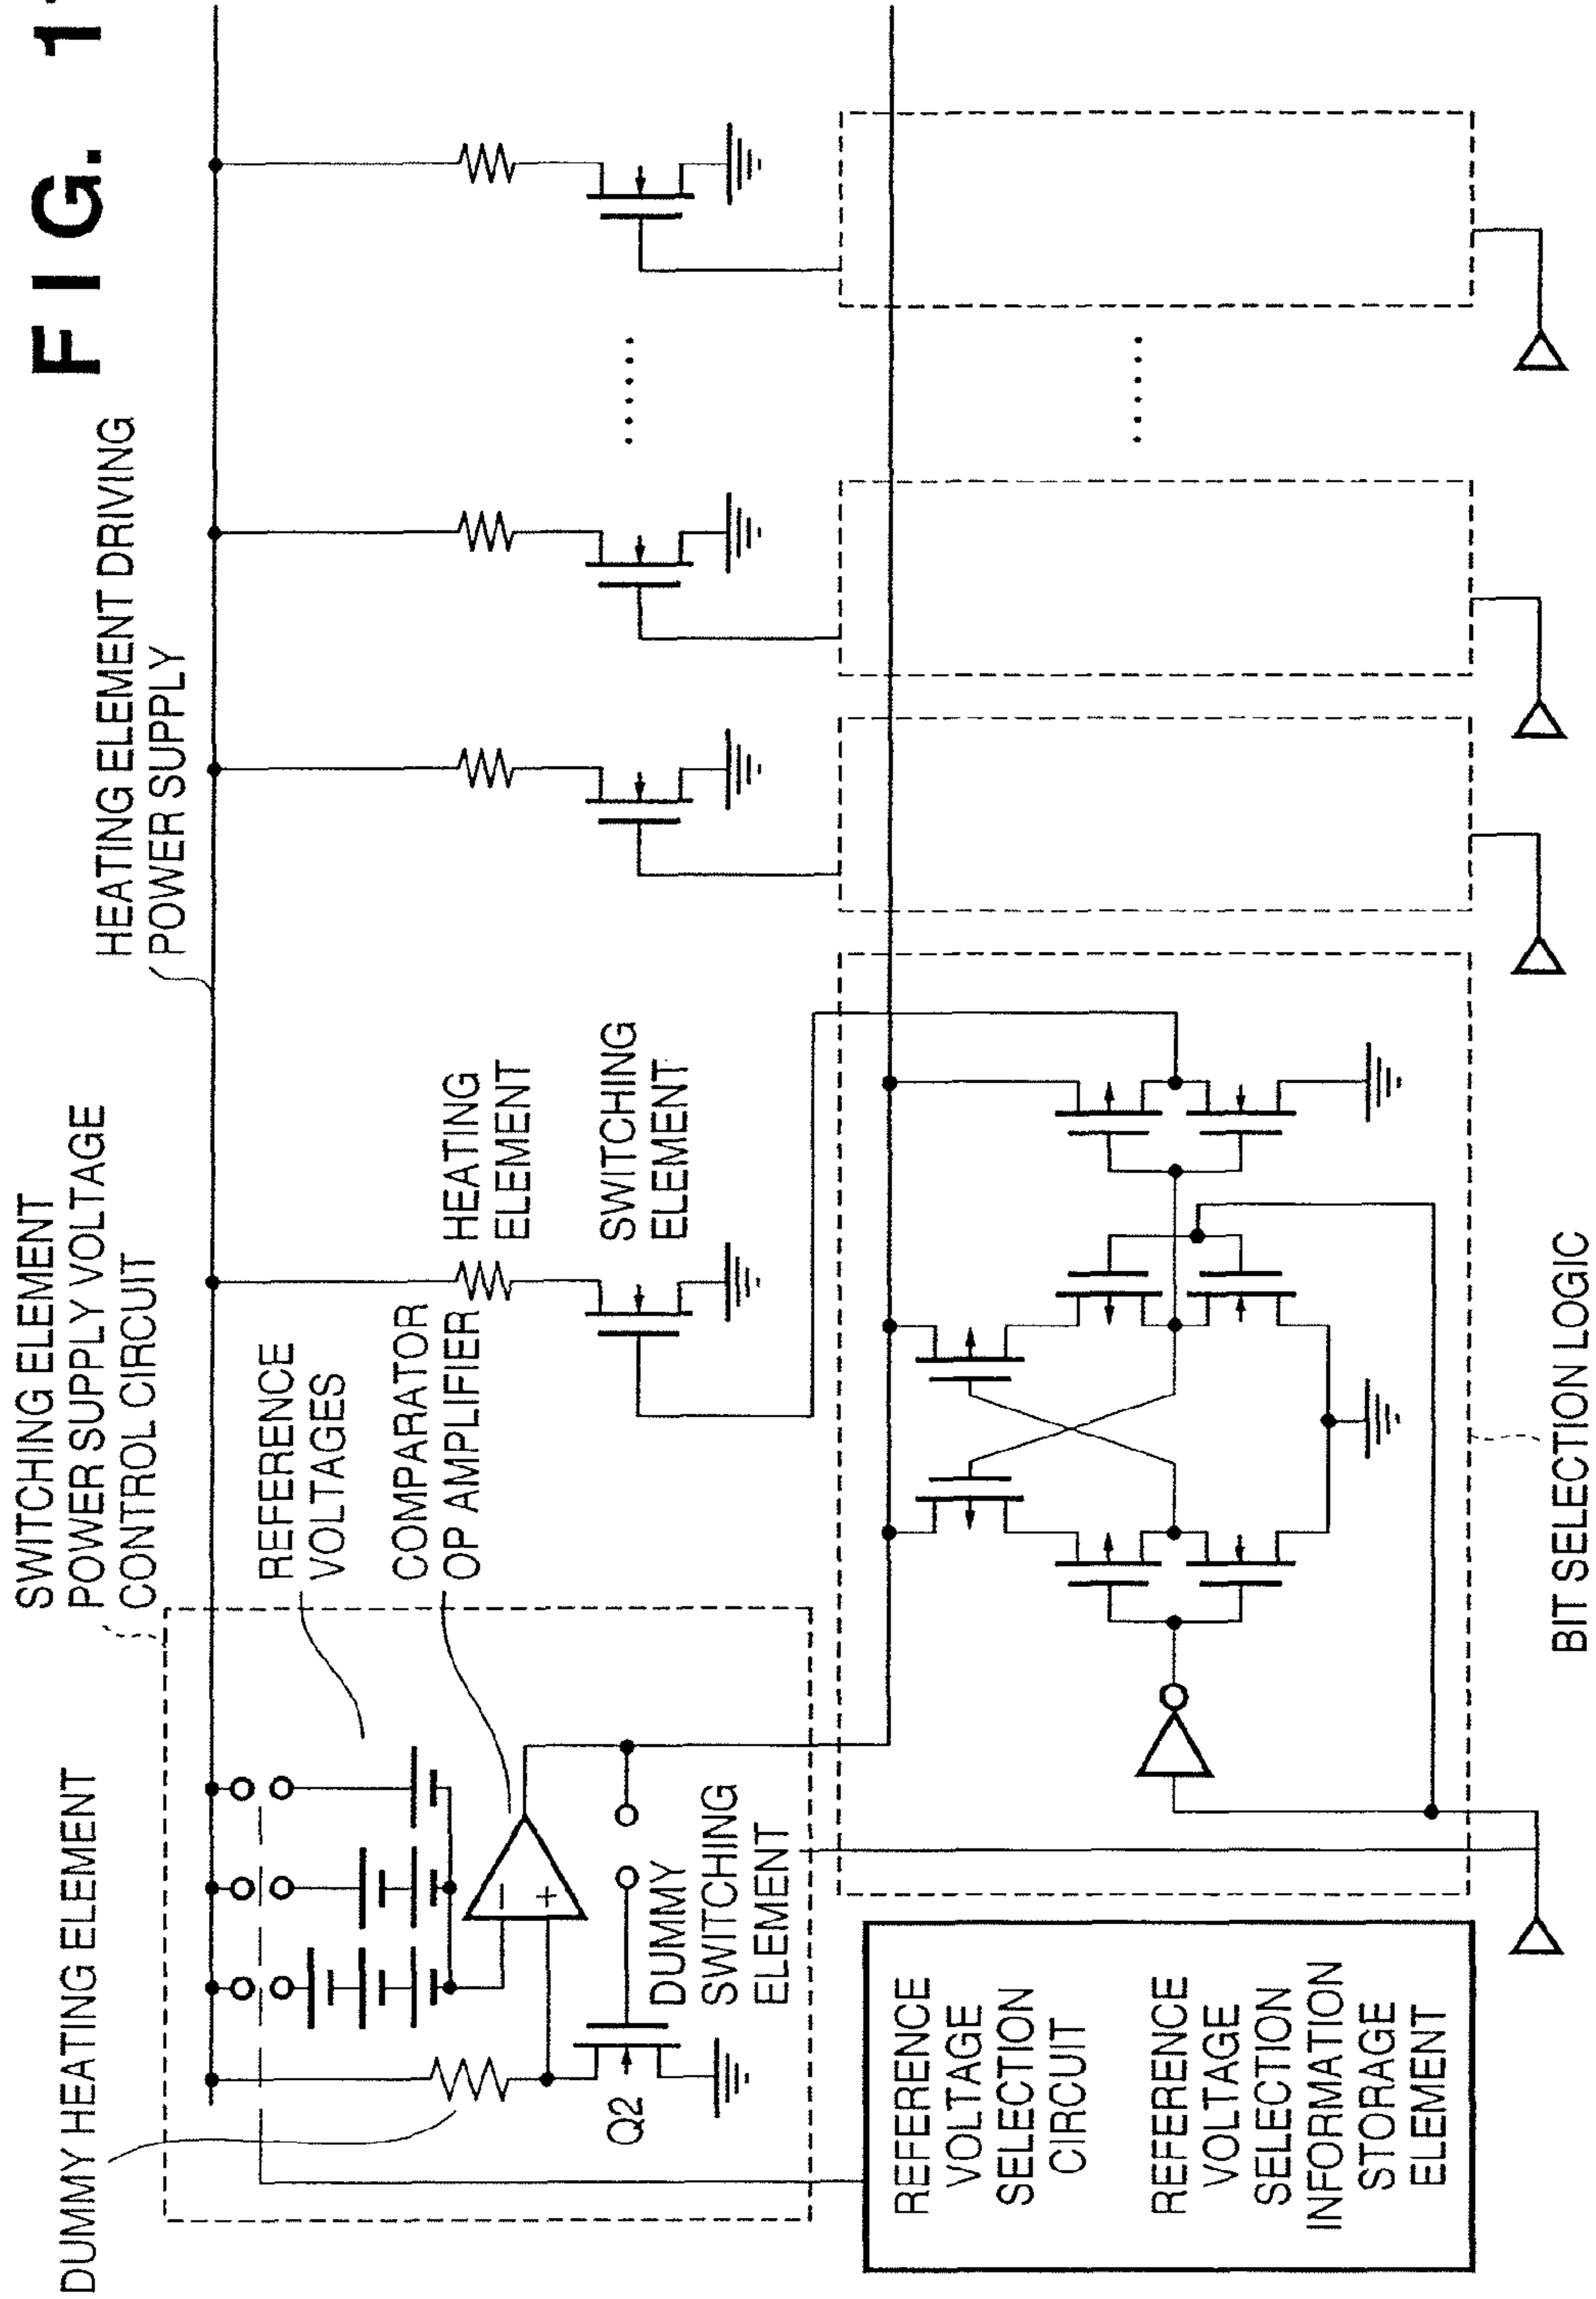 FIG. 1
HEATING ELEMENT DRIVING
POWER SUPPLY
SWITCHING ELEMENT
POWER SUPPLY VOLTAGE
CONTROL CIRCUIT
REFERENCE
VOLTAGES
COMPARATOR
OP AMPLIFIER
HEATING
ELEMENT
SWITCHING
ELEMENT
DUMMY HEATING ELEMENT
−
+
Q2
DUMMY
SWITCHING
ELEMENT
REFERENCE
VOLTAGE
SELECTION
CIRCUIT
REFERENCE
VOLTAGE
SELECTION
INFORMATION
STORAGE
ELEMENT
BIT SELECTION LOGIC